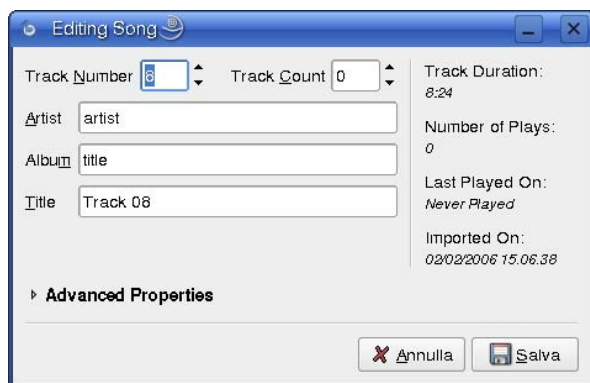 Editing Song
Track Number 8 Track Count 0
Artist artist
Album title
Title Track 08
Track Duration:
8:24
Number of Plays:
0
Last Played On:
Never Played
Imported On:
02/02/2006 15.06.38
Advanced Properties
Annulla Salva